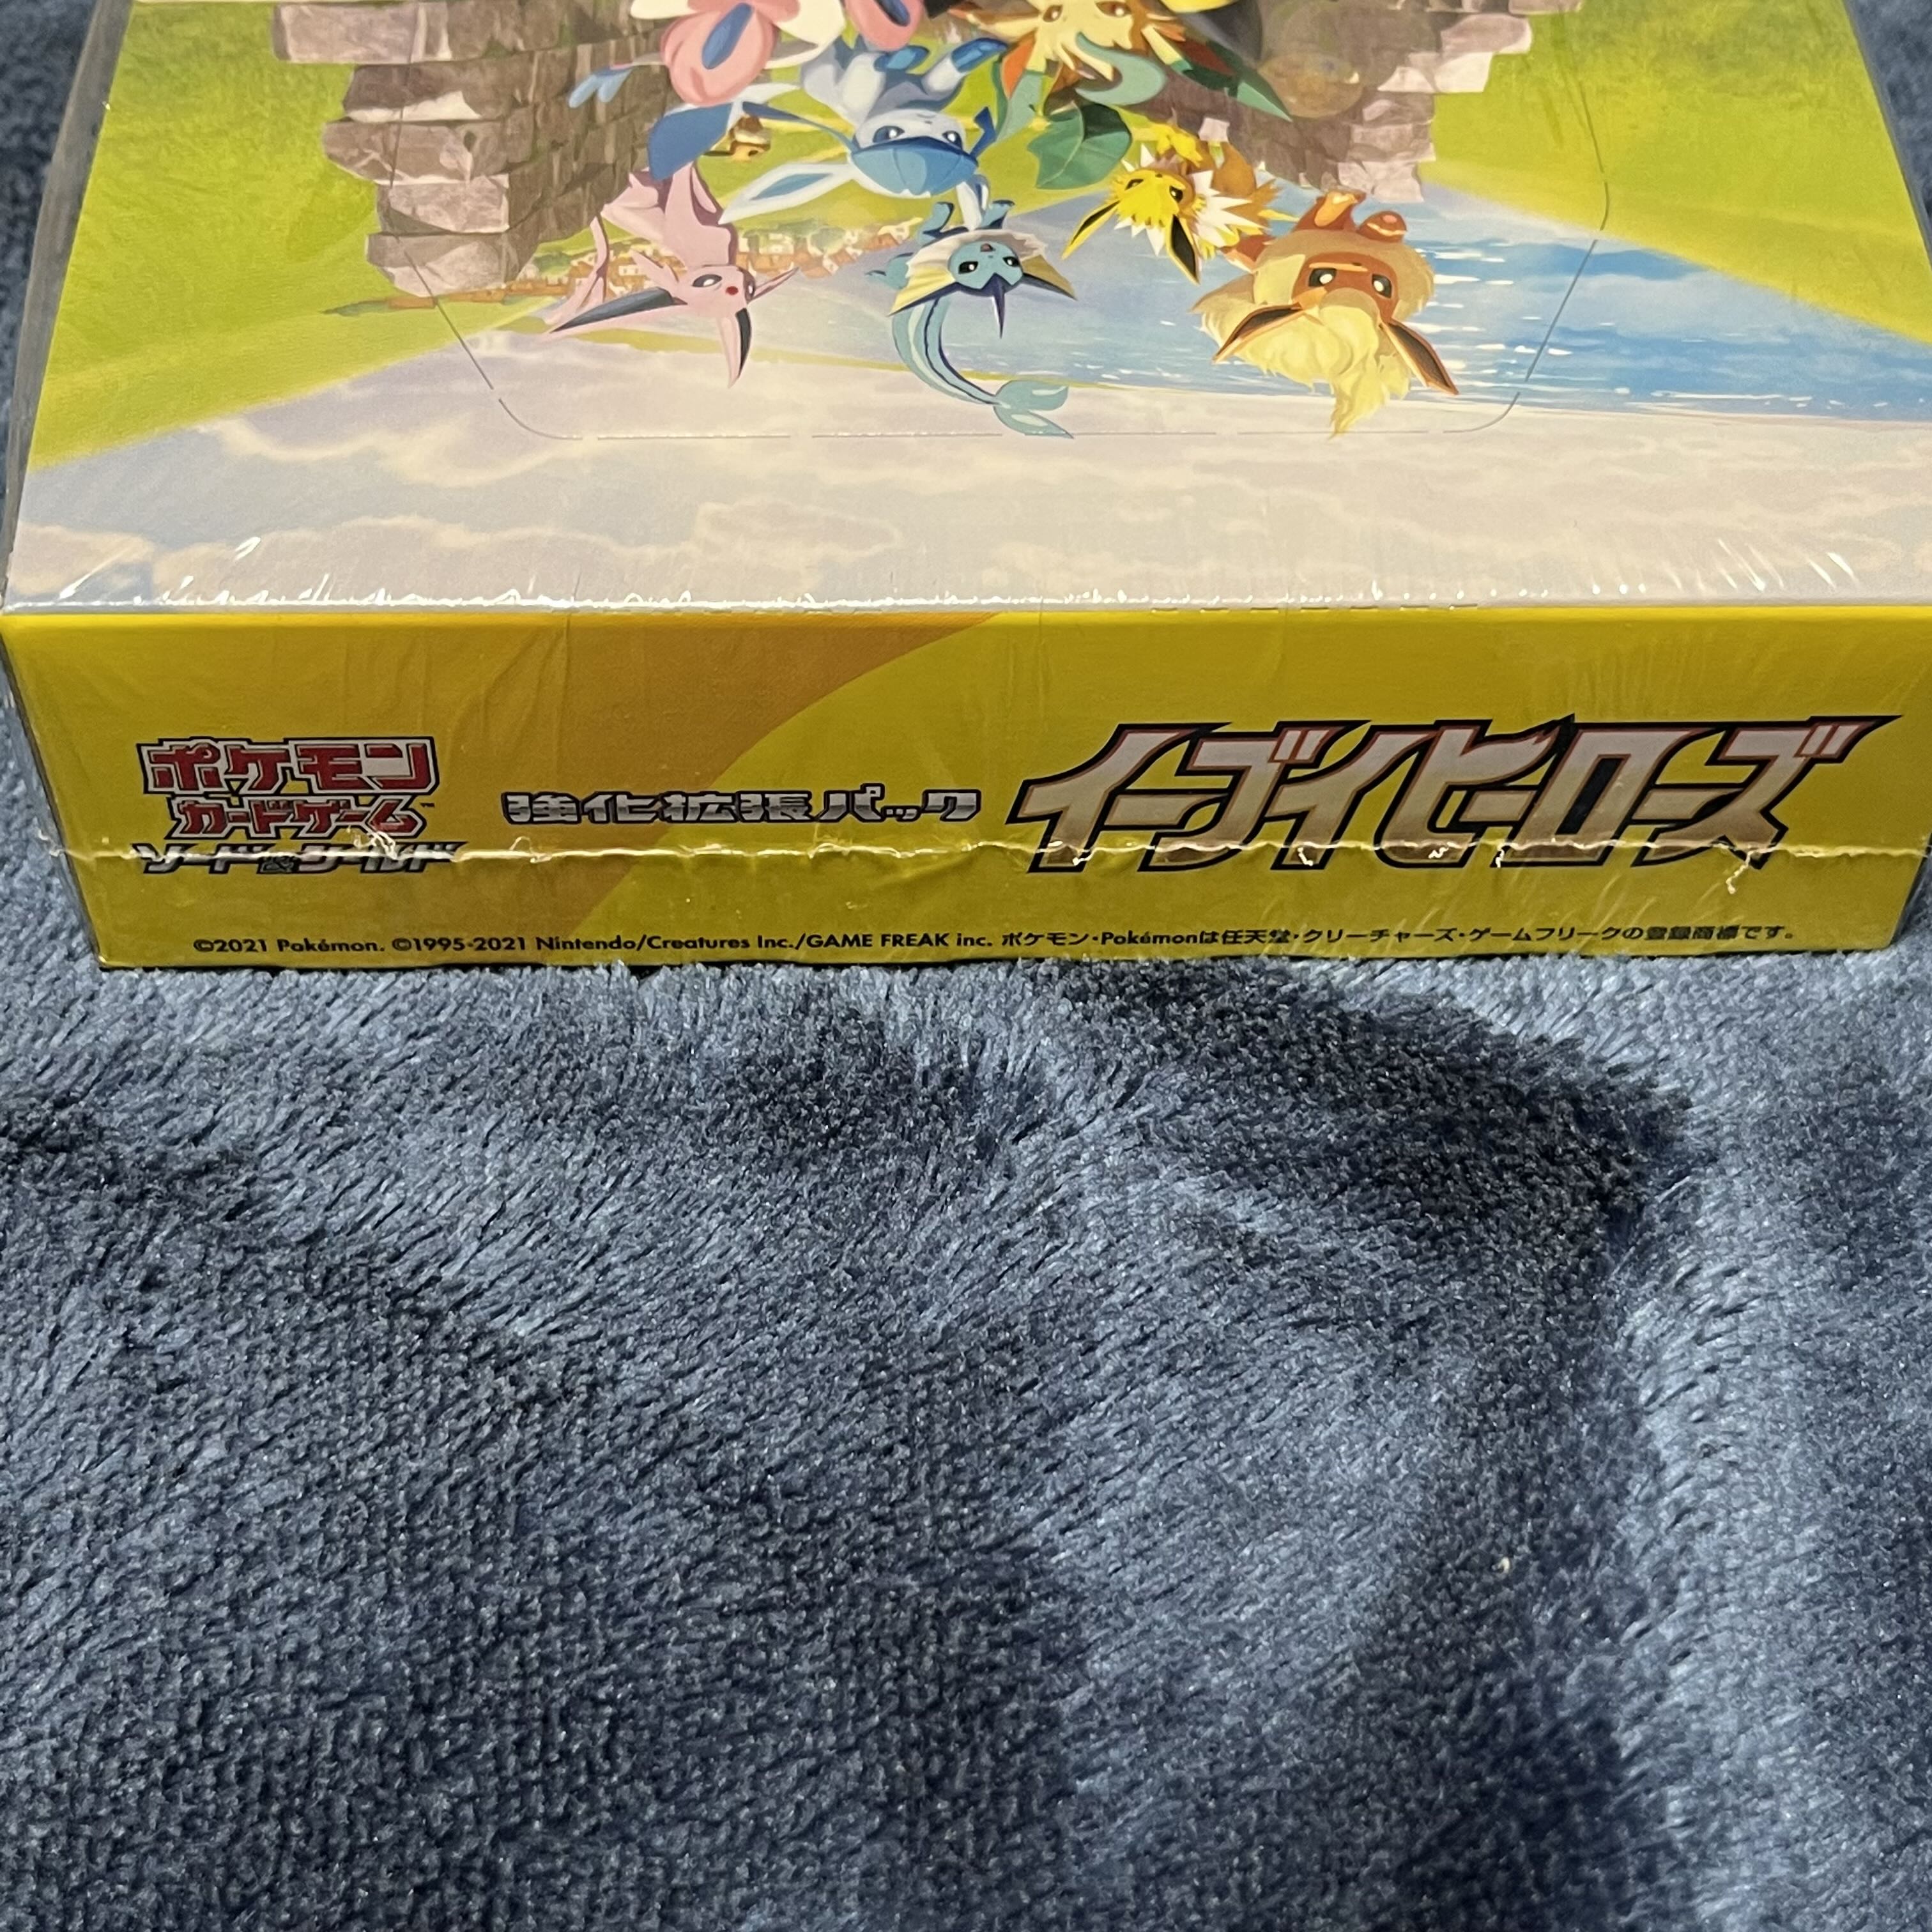 ポケモン
カードゲーム™
ソード&シールド
強化拡張パック
イーブイヒーローズ
©2021 Pokémon. ©1995-2021 Nintendo/Creatures Inc./GAME FREAK inc. ポケモン・Pokémonは任天堂・クリーチャーズ・ゲームフリークの登録商標です。